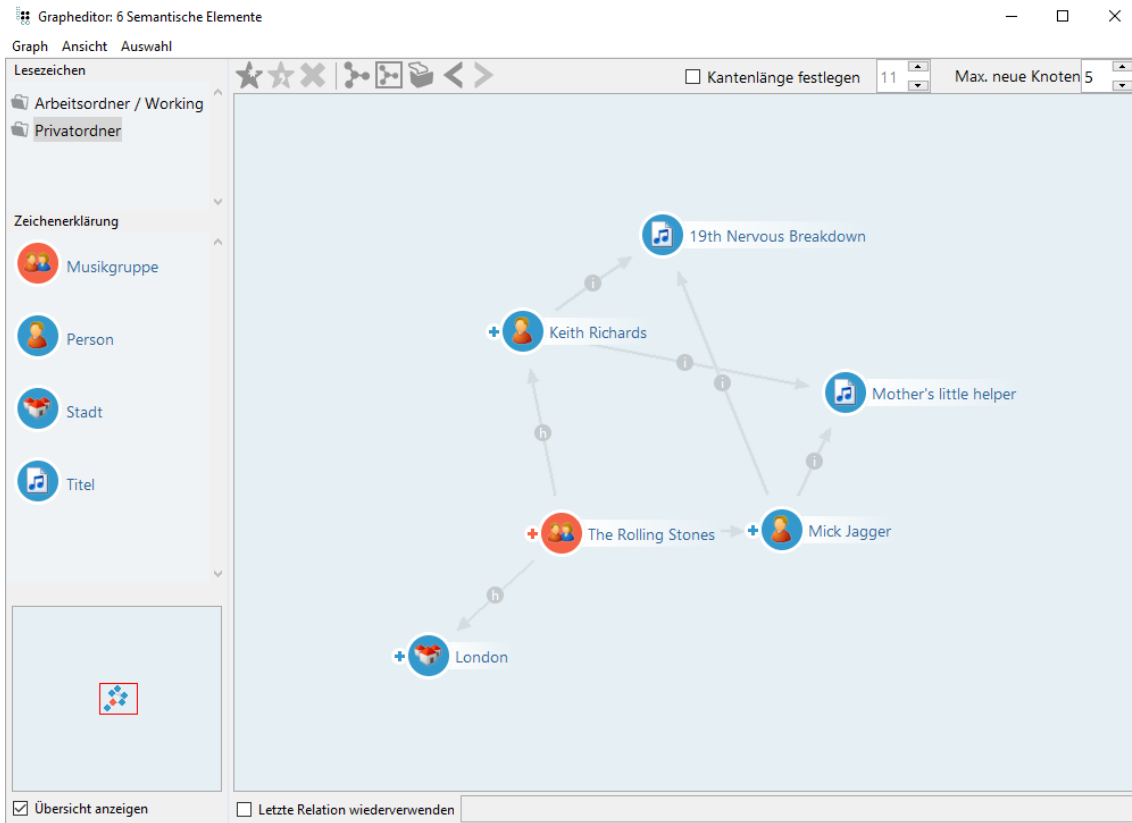 Grapheditor: 6 Semantische Elemente
Graph Ansicht Auswahl
Lesezeichen
Kantenlänge festlegen 11 Max. neue Knoten 5
Arbeitsordner / Working
Privatordner
Zeichenerklärung
Musikgruppe
Person
Stadt
Titel
19th Nervous Breakdown
i
Keith Richards
i
i
Mother's little helper
h
i
The Rolling Stones
Mick Jagger
h
London
Übersicht anzeigen
Letzte Relation wiederverwenden